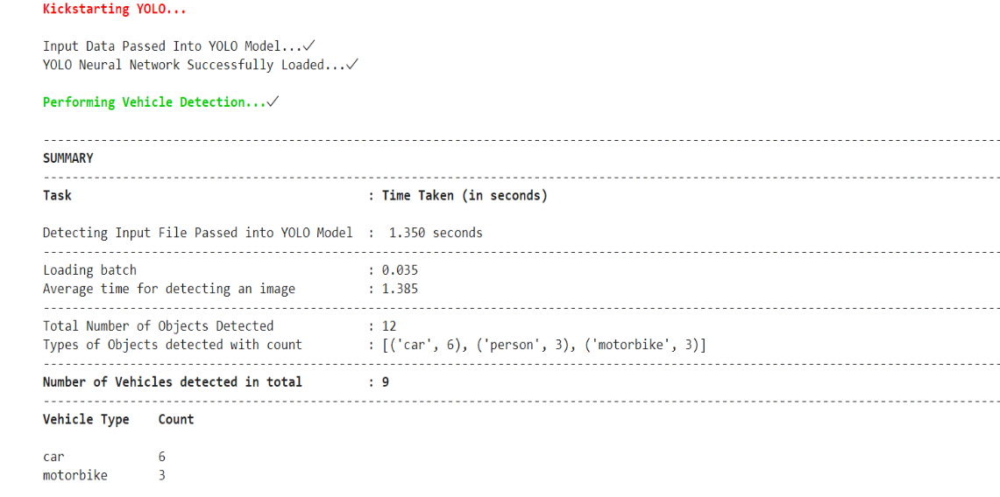 Kickstarting YOLO...
Input Data Passed Into YOLO Model...✓
YOLO Neural Network Successfully Loaded...✓
Performing Vehicle Detection...✓
-----------------------------------------------------------------------------------------------------------------------------------
SUMMARY
-----------------------------------------------------------------------------------------------------------------------------------
Task : Time Taken (in seconds)
Detecting Input File Passed into YOLO Model : 1.350 seconds
-----------------------------------------------------------------------------------------------------------------------------------
Loading batch : 0.035
Average time for detecting an image : 1.385
-----------------------------------------------------------------------------------------------------------------------------------
Total Number of Objects Detected : 12
Types of Objects detected with count : [('car', 6), ('person', 3), ('motorbike', 3)]
-----------------------------------------------------------------------------------------------------------------------------------
Number of Vehicles detected in total : 9
-----------------------------------------------------------------------------------------------------------------------------------
Vehicle Type Count
car 6
motorbike 3